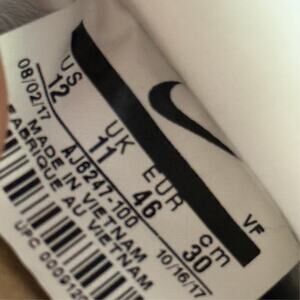 US UK EUR cm
12 11 46 30
VF
08/02/17 AJ8247-100 10/16/17
MADE IN VIETNAM
FABRIQUE AU VIETNAM
UPC